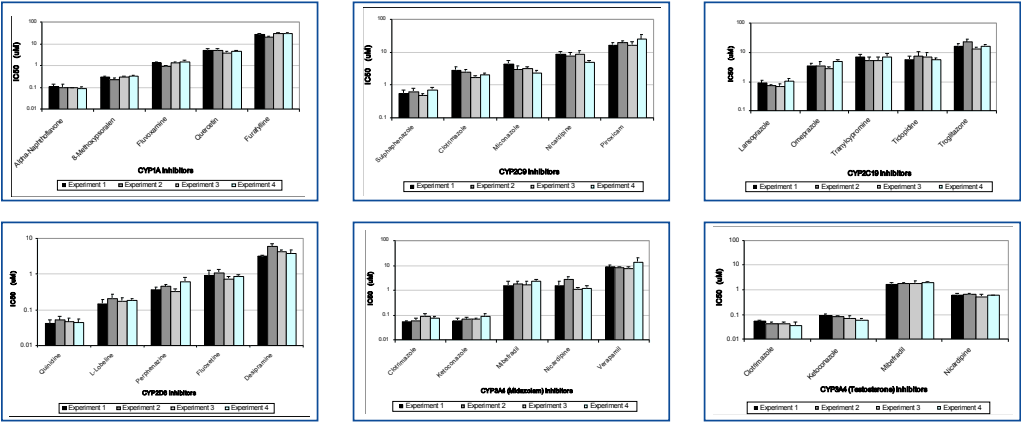 IC50 (uM)
100
10
1
0.1
0.01
Alpha-Naphthoflavone
8-Methoxypsoralen
Fluvoxamine
Quercetin
Furafylline
CYP1A Inhibitors
Experiment 1 Experiment 2 Experiment 3 Experiment 4
IC50 (uM)
100
10
1
0.1
Sulphaphenazole
Clotrimazole
Miconazole
Nicardipine
Piroxicam
CYP2C9 Inhibitors
Experiment 1 Experiment 2 Experiment 3 Experiment 4
IC50 (uM)
100
10
1
0.1
Lansoprazole
Omeprazole
Tranylcypromine
Ticlopidine
Troglitazone
CYP2C19 Inhibitors
Experiment 1 Experiment 2 Experiment 3 Experiment 4
IC50 (uM)
10
1
0.1
0.01
Quinidine
L-Lobeline
Perphenazine
Fluoxetine
Desipramine
CYP2D6 Inhibitors
Experiment 1 Experiment 2 Experiment 3 Experiment 4
IC50 (uM)
100
10
1
0.1
0.01
Clotrimazole
Ketoconazole
Mibefradil
Nicardipine
Verapamil
CYP3A4 (Midazolam) Inhibitors
Experiment 1 Experiment 2 Experiment 3 Experiment 4
IC50 (uM)
100
10
1
0.1
0.01
Clotrimazole
Ketoconazole
Mibefradil
Nicardipine
CYP3A4 (Testosterone) Inhibitors
Experiment 1 Experiment 2 Experiment 3 Experiment 4